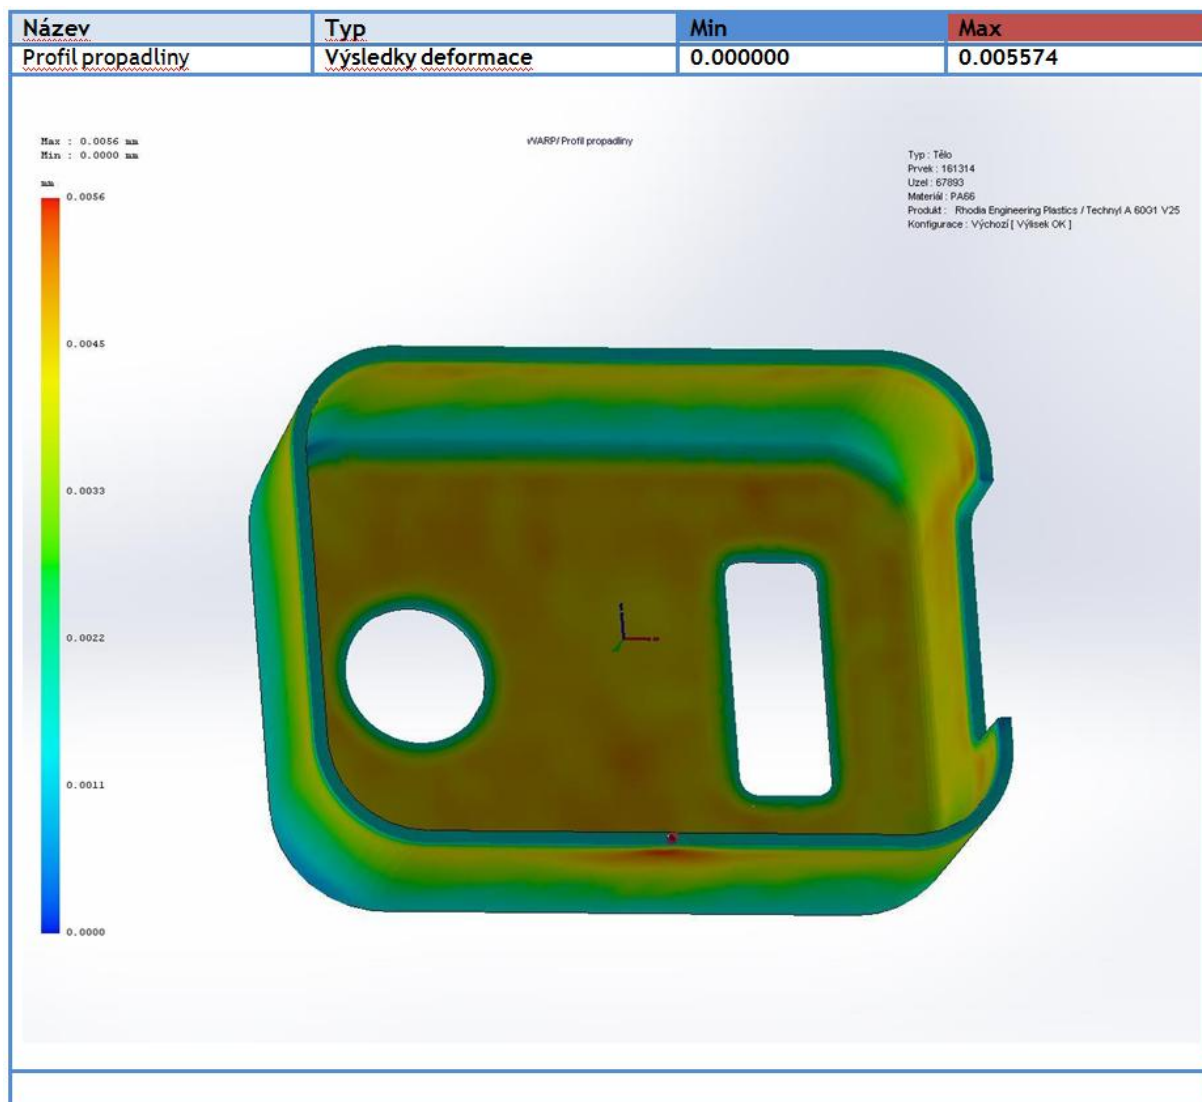 Název Typ Min Max
Profil propadliny Výsledky deformace 0.000000 0.005574
Max : 0.0056 mm
Min : 0.0000 mm
WARP/ Profil propadliny
Typ : Tělo
Prvek : 161314
Uzel : 67893
Materiál : PA66
Produkt : Rhodia Engineering Plastics / Technyl A 60G1 V25
Konfigurace : Výchozí [ Výlisek OK ]
mm
0.0056
0.0045
0.0033
0.0022
0.0011
0.0000